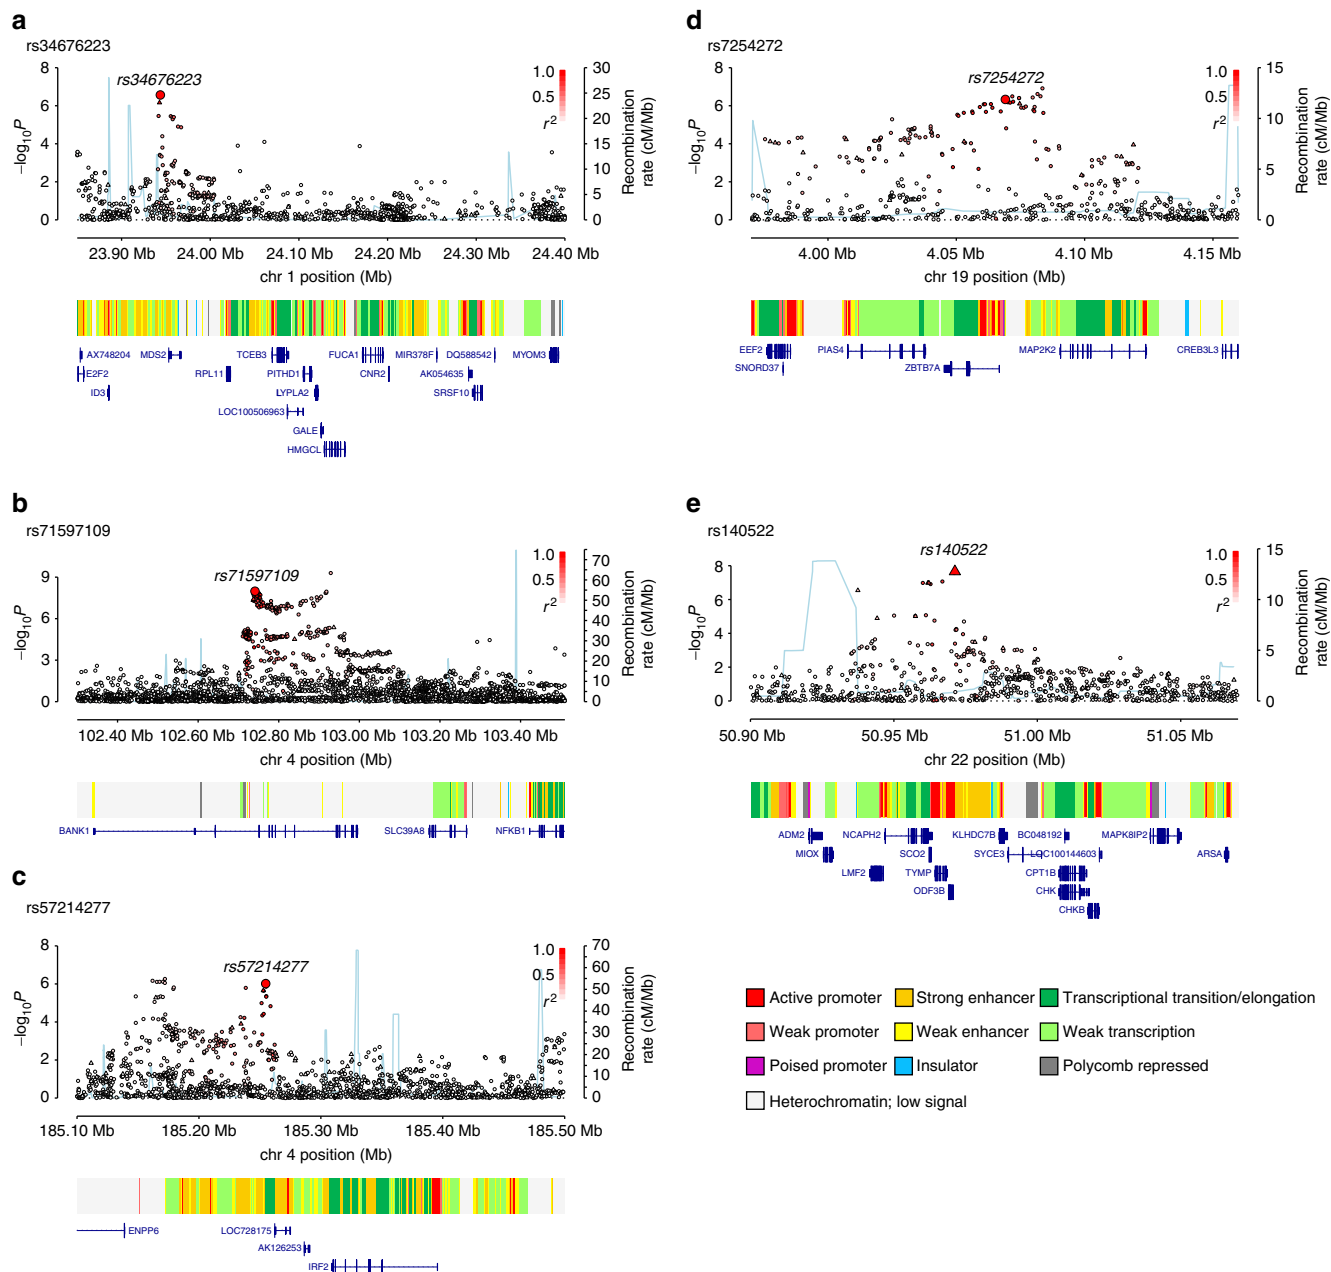 a
rs34676223
rs34676223
8
6
4
2
0
–log10P
1.0
0.5
r2
30
25
20
15
10
5
0
Recombination
rate (cM/Mb)
23.90 Mb 24.00 Mb 24.10 Mb 24.20 Mb 24.30 Mb 24.40 Mb
chr 1 position (Mb)
AX748204 MDS2 TCEB3 FUCA1 MIR378F DQ588542 MYOM3
E2F2 RPL11 PITHD1 CNR2 AK054635
ID3 LYPLA2 SRSF10
LOC100506963
GALE
HMGCL
b
rs71597109
rs71597109
9
6
3
0
–log10P
1.0
0.5
r2
70
60
50
40
30
20
10
0
Recombination
rate (cM/Mb)
102.40 Mb 102.60 Mb 102.80 Mb 103.00 Mb 103.20 Mb 103.40 Mb
chr 4 position (Mb)
BANK1 SLC39A8 NFKB1
c
rs57214277
rs57214277
8
6
4
2
0
–log10P
1.0
0.5
r2
70
60
50
40
30
20
10
0
Recombination
rate (cM/Mb)
185.10 Mb 185.20 Mb 185.30 Mb 185.40 Mb 185.50 Mb
chr 4 position (Mb)
ENPP6 LOC728175
AK126253
IRF2
d
rs7254272
rs7254272
8
6
4
2
0
–log10P
1.0
0.5
r2
15
10
5
0
Recombination
rate (cM/Mb)
4.00 Mb 4.05 Mb 4.10 Mb 4.15 Mb
chr 19 position (Mb)
EEF2 PIAS4 MAP2K2 CREB3L3
SNORD37 ZBTB7A
e
rs140522
rs140522
8
6
4
2
0
–log10P
1.0
0.5
r2
15
10
5
0
Recombination
rate (cM/Mb)
50.90 Mb 50.95 Mb 51.00 Mb 51.05 Mb
chr 22 position (Mb)
ADM2 NCAPH2 KLHDC7B BC048192 MAPK8IP2
MIOX SCO2 SYCE3 LOC100144603 ARSA
LMF2 TYMP CPT1B
ODF3B CHK
CHKB
Active promoter Strong enhancer Transcriptional transition/elongation
Weak promoter Weak enhancer Weak transcription
Poised promoter Insulator Polycomb repressed
Heterochromatin; low signal